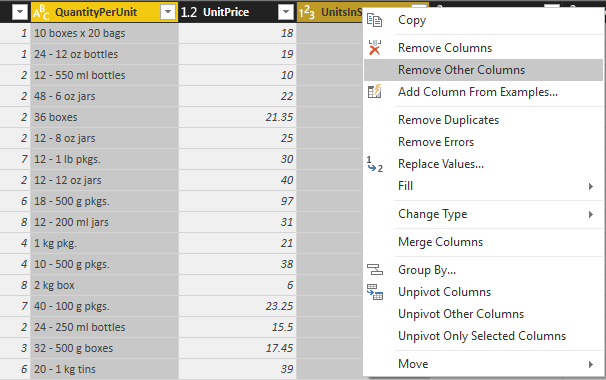 ABC QuantityPerUnit 1.2 UnitPrice 123 UnitsInS
1 10 boxes x 20 bags 18
1 24 - 12 oz bottles 19
2 12 - 550 ml bottles 10
2 48 - 6 oz jars 22
2 36 boxes 21.35
2 12 - 8 oz jars 25
7 12 - 1 lb pkgs. 30
2 12 - 12 oz jars 40
6 18 - 500 g pkgs. 97
8 12 - 200 ml jars 31
4 1 kg pkg. 21
4 10 - 500 g pkgs. 38
8 2 kg box 6
7 40 - 100 g pkgs. 23.25
2 24 - 250 ml bottles 15.5
3 32 - 500 g boxes 17.45
6 20 - 1 kg tins 39
Copy
Remove Columns
Remove Other Columns
Add Column From Examples...
Remove Duplicates
Remove Errors
1 2 Replace Values...
Fill
Change Type
Merge Columns
Group By...
Unpivot Columns
Unpivot Other Columns
Unpivot Only Selected Columns
Move